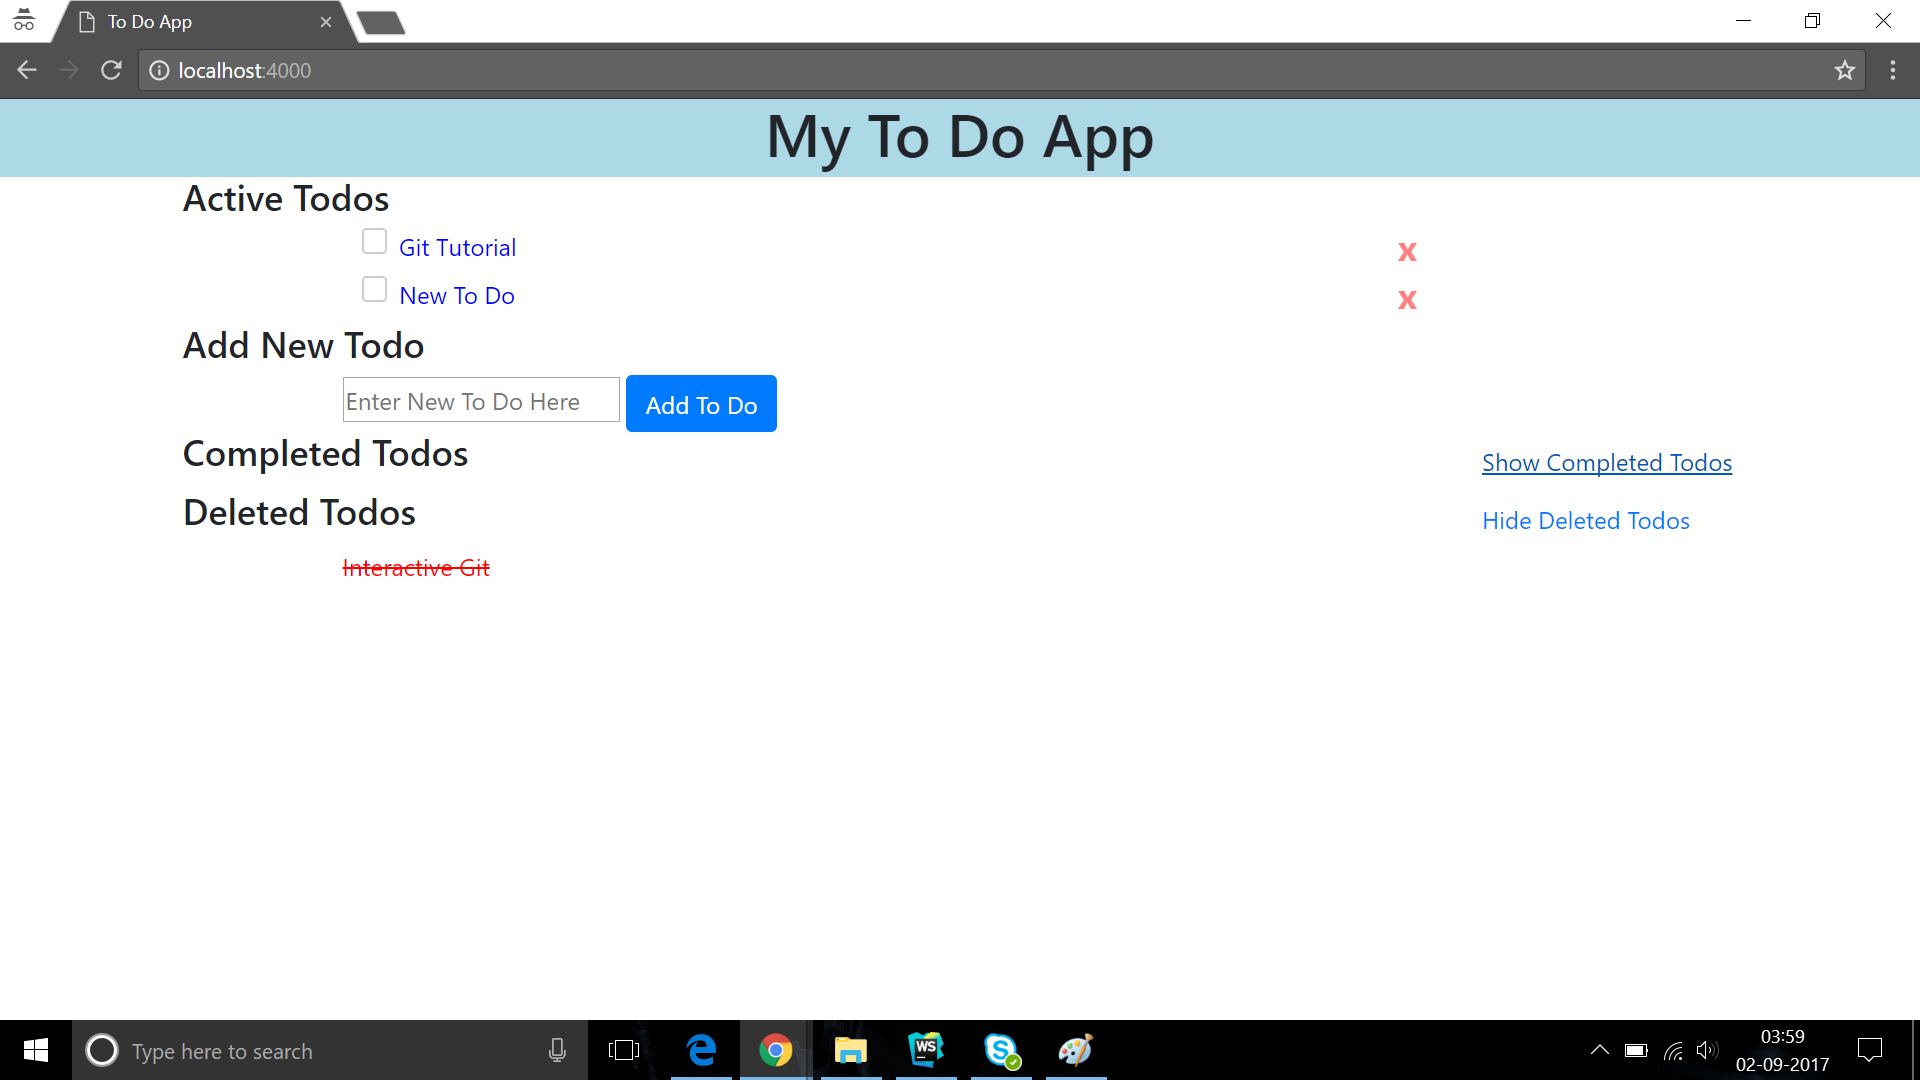 To Do App
localhost:4000
My To Do App
Active Todos
Git Tutorial
x
New To Do
x
Add New Todo
Enter New To Do Here
Add To Do
Completed Todos
Show Completed Todos
Deleted Todos
Hide Deleted Todos
Interactive Git
Type here to search
WS
03:59
02-09-2017